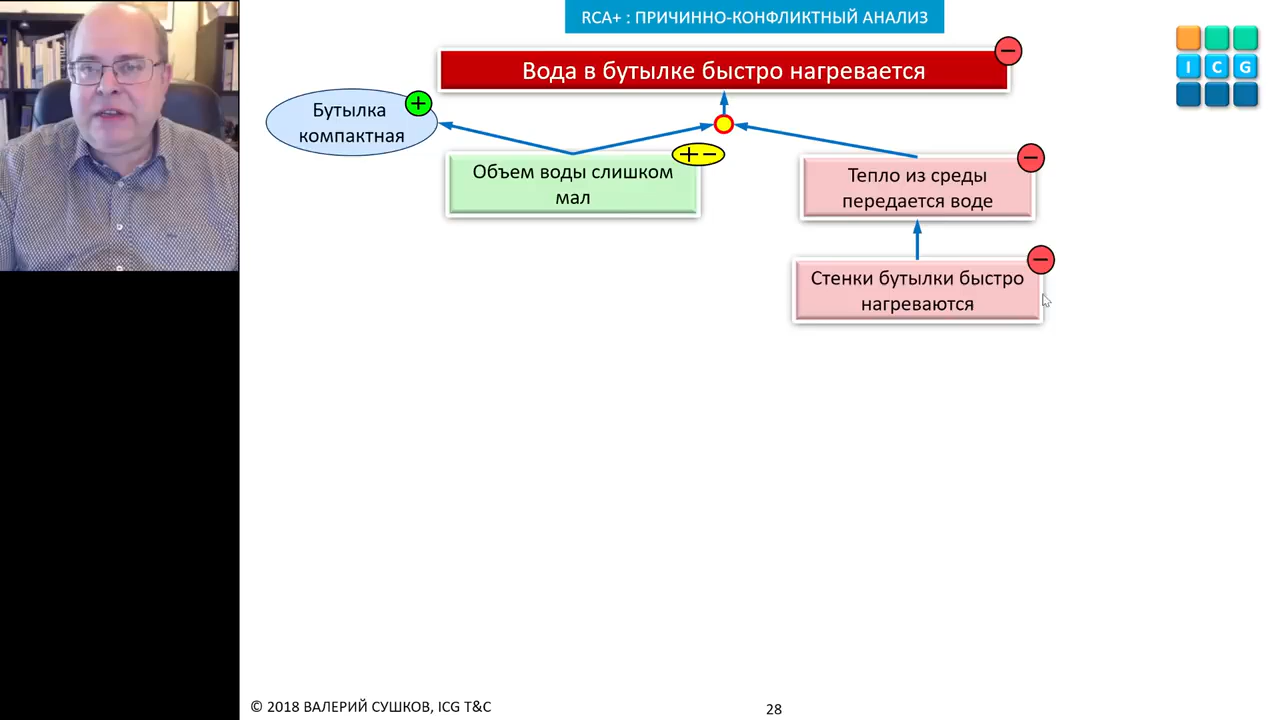 RCA+ : ПРИЧИННО-КОНФЛИКТНЫЙ АНАЛИЗ
Вода в бутылке быстро нагревается
I C G
Бутылка
компактная
Объем воды слишком
мал
Тепло из среды
передается воде
Стенки бутылки быстро
нагреваются
© 2018 ВАЛЕРИЙ СУШКОВ, ICG T&C
28